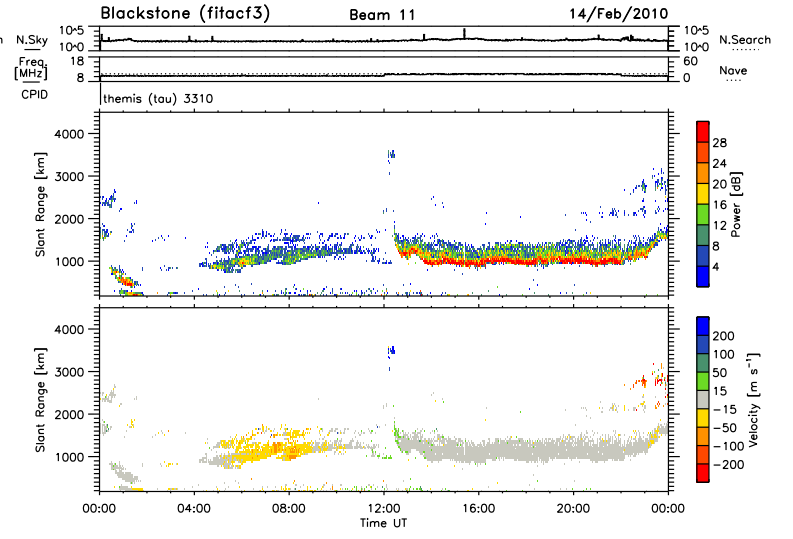 Blackstone (fitacf3) Beam 11 14/Feb/2010
n N.Sky 10^5 10^0 10^5 10^0 N.Search
Freq. [MHz] 18 8 60 0 Nave
CPID themis (tau) 3310
Slant Range [km] 4000 3000 2000 1000
28 24 20 16 12 8 4 Power [dB]
Slant Range [km] 4000 3000 2000 1000
200 100 50 15 −15 −50 −100 −200 Velocity [m s⁻¹]
00:00 04:00 08:00 12:00 16:00 20:00 00:00
Time UT